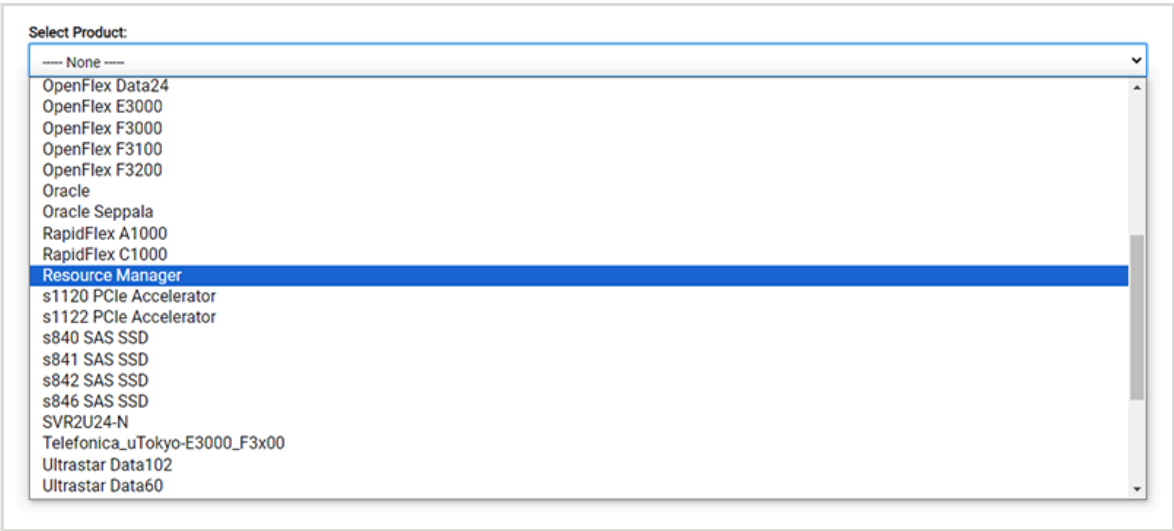 Select Product:
---- None ----
OpenFlex Data24
OpenFlex E3000
OpenFlex F3000
OpenFlex F3100
OpenFlex F3200
Oracle
Oracle Seppala
RapidFlex A1000
RapidFlex C1000
Resource Manager
s1120 PCIe Accelerator
s1122 PCIe Accelerator
s840 SAS SSD
s841 SAS SSD
s842 SAS SSD
s846 SAS SSD
SVR2U24-N
Telefonica_uTokyo-E3000_F3x00
Ultrastar Data102
Ultrastar Data60